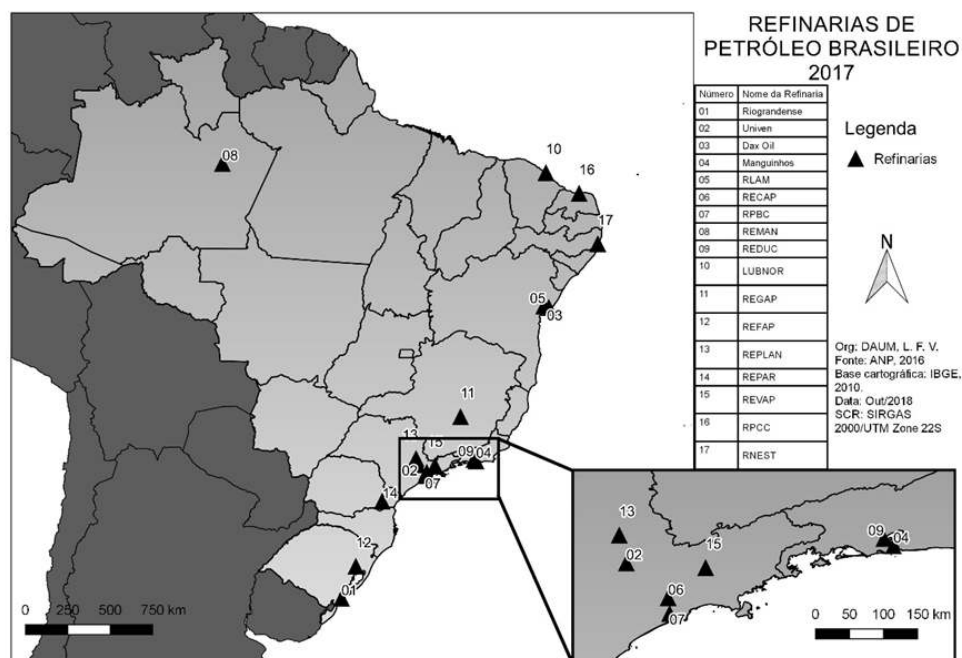 REFINARIAS DE
PETRÓLEO BRASILEIRO
2017
Número Nome da Refinaria
01 Riograndense
02 Univen
03 Dax Oil
04 Manguinhos
05 RLAM
06 RECAP
07 RPBC
08 REMAN
09 REDUC
10 LUBNOR
11 REGAP
12 REFAP
13 REPLAN
14 REPAR
15 REVAP
16 RPCC
17 RNEST
Legenda
Refinarias
N
Org: DAUM, L. F. V.
Fonte: ANP, 2016
Base cartográfica: IBGE,
2010.
Data: Out/2018
SCR: SIRGAS
2000/UTM Zone 22S
08
10
16
17
05
03
11
13
15
09
04
02
07
14
12
01
0 250 500 750 km
13
02
15
09
04
06
07
0 50 100 150 km